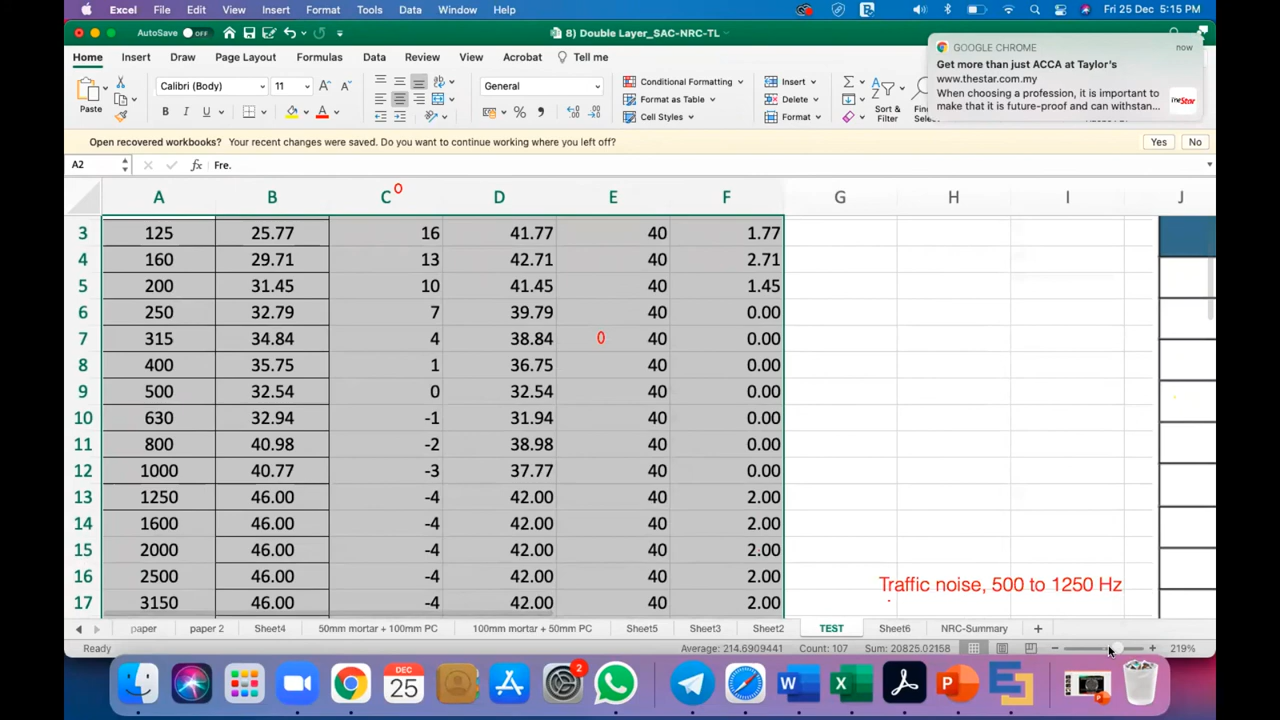 Excel File Edit View Insert Format Tools Data Window Help Fri 25 Dec 5:15 PM
AutoSave OFF 8) Double Layer_SAC-NRC-TL
GOOGLE CHROME now
Get more than just ACCA at Taylor's
www.thestar.com.my
When choosing a profession, it is important to
make that it is future-proof and can withstan...
theStar
Home Insert Draw Page Layout Formulas Data Review View Acrobat Tell me
Paste Calibri (Body) 11 General Conditional Formatting Insert
Format as Table Delete
Cell Styles Format
Sort &
Filter
Open recovered workbooks? Your recent changes were saved. Do you want to continue working where you left off? Yes No
A2 fx Fre.
A B C D E F G H I J
3 125 25.77 16 41.77 40 1.77
4 160 29.71 13 42.71 40 2.71
5 200 31.45 10 41.45 40 1.45
6 250 32.79 7 39.79 40 0.00
7 315 34.84 4 38.84 40 0.00
8 400 35.75 1 36.75 40 0.00
9 500 32.54 0 32.54 40 0.00
10 630 32.94 -1 31.94 40 0.00
11 800 40.98 -2 38.98 40 0.00
12 1000 40.77 -3 37.77 40 0.00
13 1250 46.00 -4 42.00 40 2.00
14 1600 46.00 -4 42.00 40 2.00
15 2000 46.00 -4 42.00 40 2.00
16 2500 46.00 -4 42.00 40 2.00
Traffic noise, 500 to 1250 Hz
17 3150 46.00 -4 42.00 40 2.00
paper paper 2 Sheet4 50mm mortar + 100mm PC 100mm mortar + 50mm PC Sheet5 Sheet3 Sheet2 TEST Sheet6 NRC-Summary +
Ready Average: 214.6909441 Count: 107 Sum: 20825.02158 219%
DEC
25
2